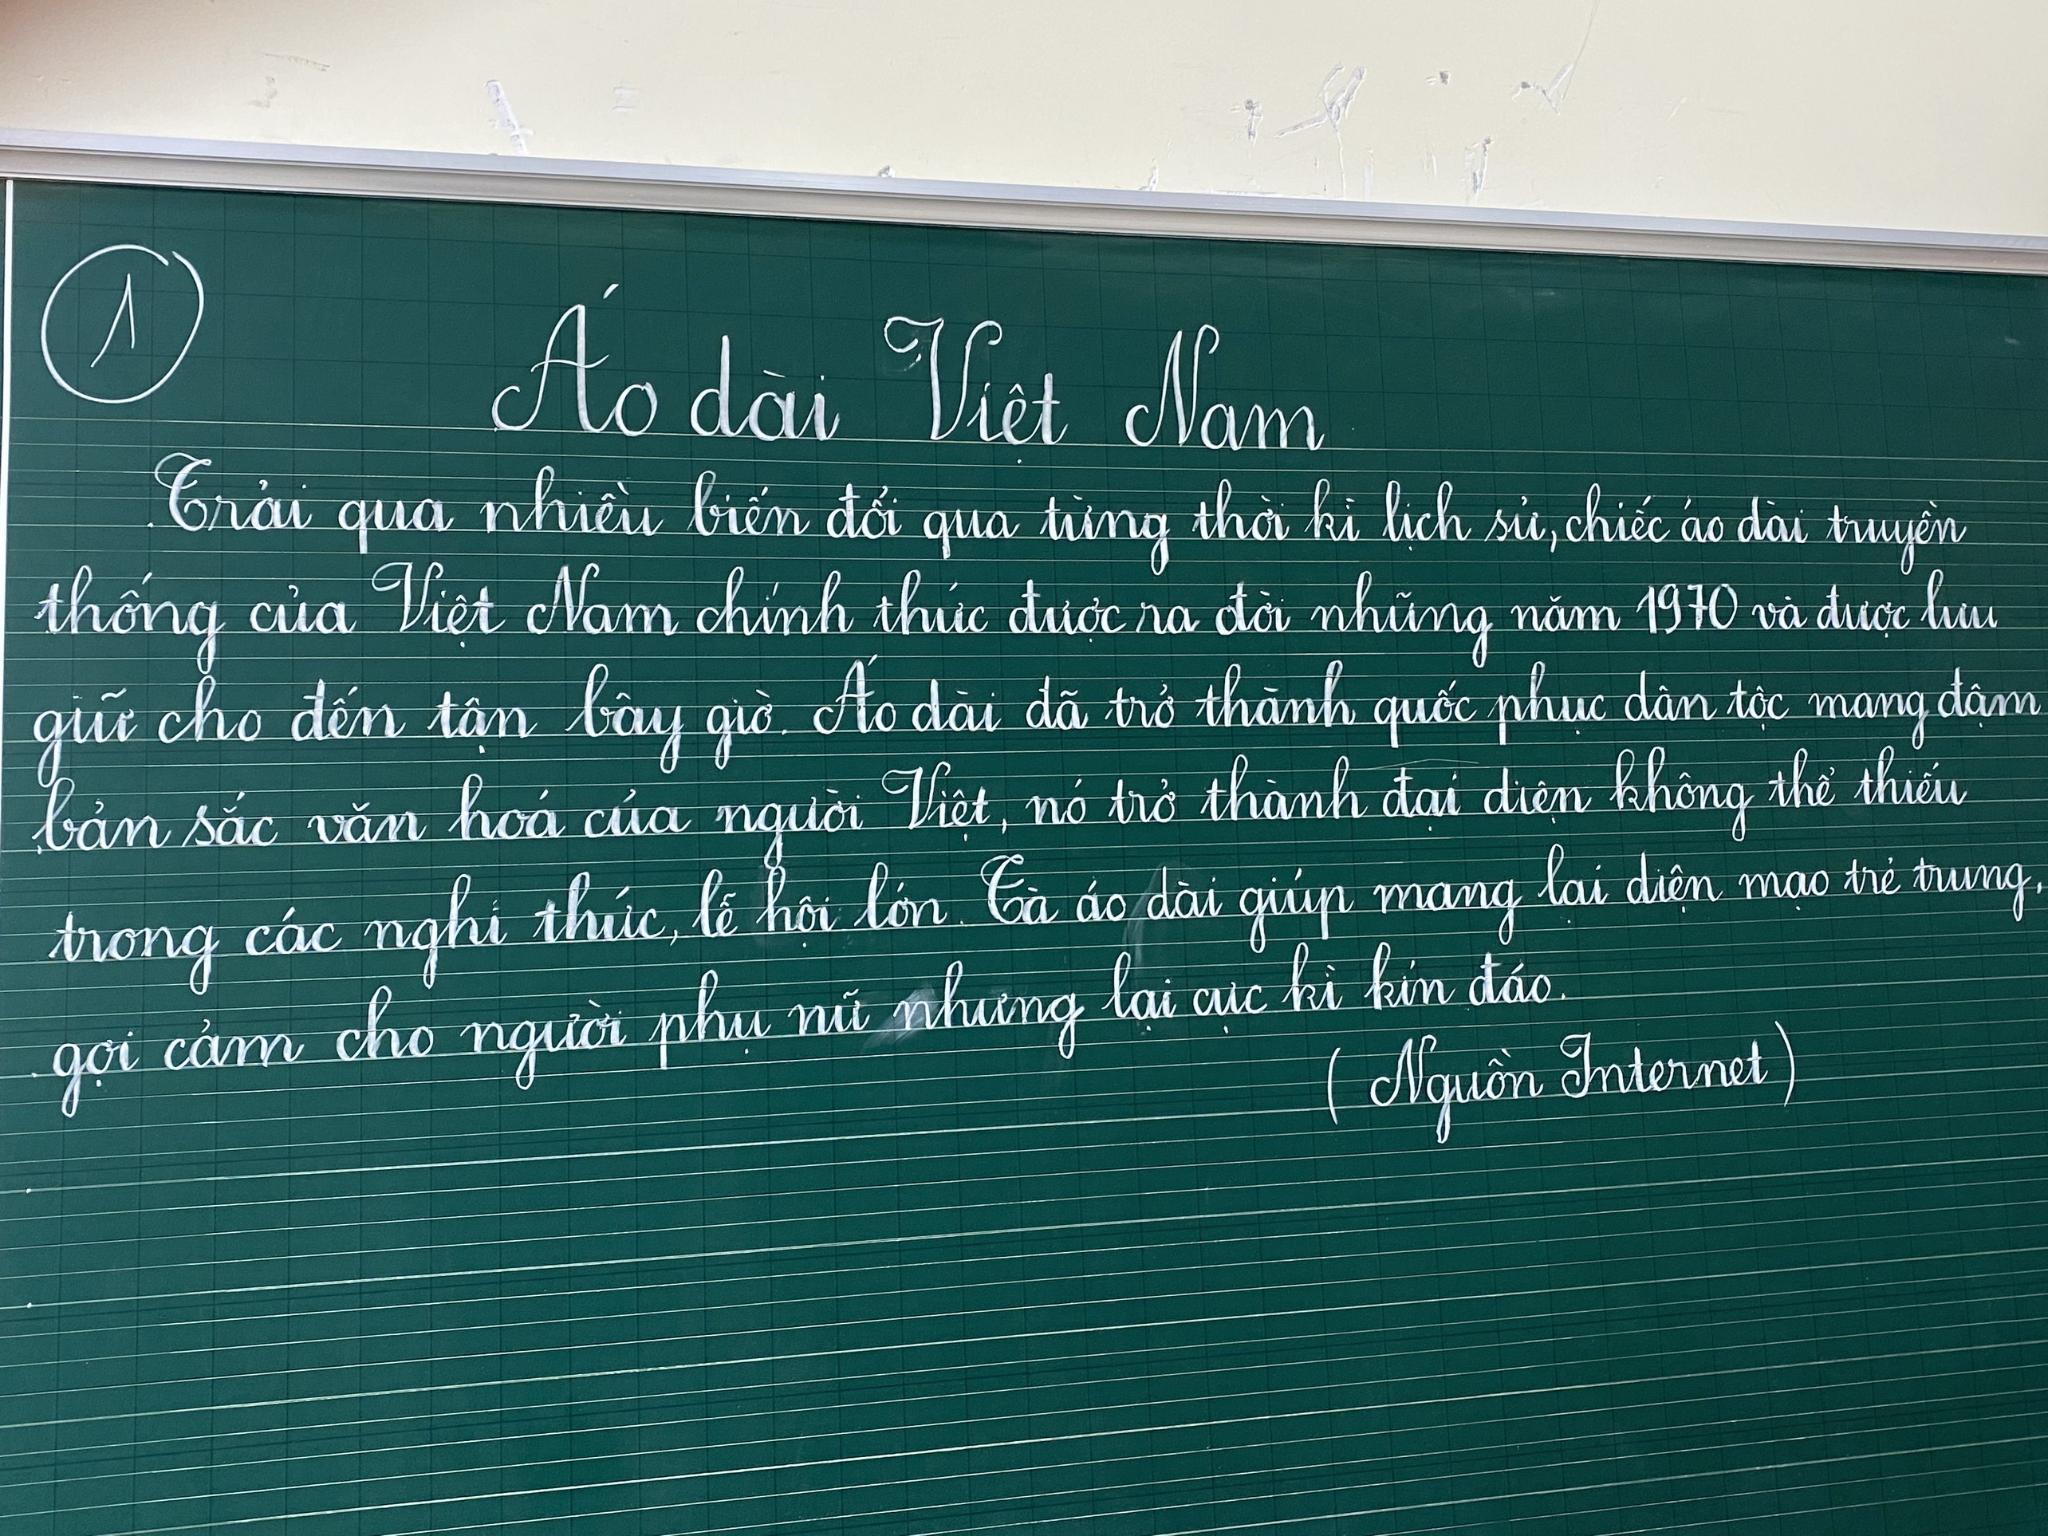 1
Áo dài Việt Nam
Trải qua nhiều biến đổi qua từng thời kì lịch sử, chiếc áo dài truyền
thống của Việt Nam chính thức được ra đời những năm 1970 và được lưu
giữ cho đến tận bây giờ. Áo dài đã trở thành quốc phục dân tộc mang đậm
bản sắc văn hoá của người Việt, nó trở thành đại diện không thể thiếu
trong các nghi thức, lễ hội lớn. Tà áo dài giúp mang lại diện mạo trẻ trung,
gợi cảm cho người phụ nữ nhưng lại cực kì kín đáo.
(Nguồn Internet)